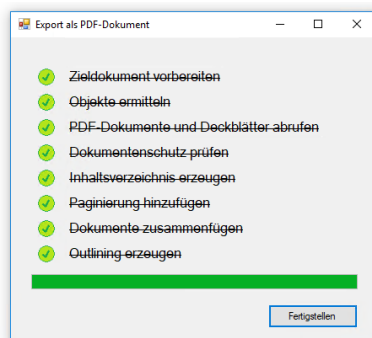 Export als PDF-Dokument
Zieldokument vorbereiten
Objekte ermitteln
PDF-Dokumente und Deckblätter abrufen
Dokumentenschutz prüfen
Inhaltsverzeichnis erzeugen
Paginierung hinzufügen
Dokumente zusammenfügen
Outlining erzeugen
Fertigstellen